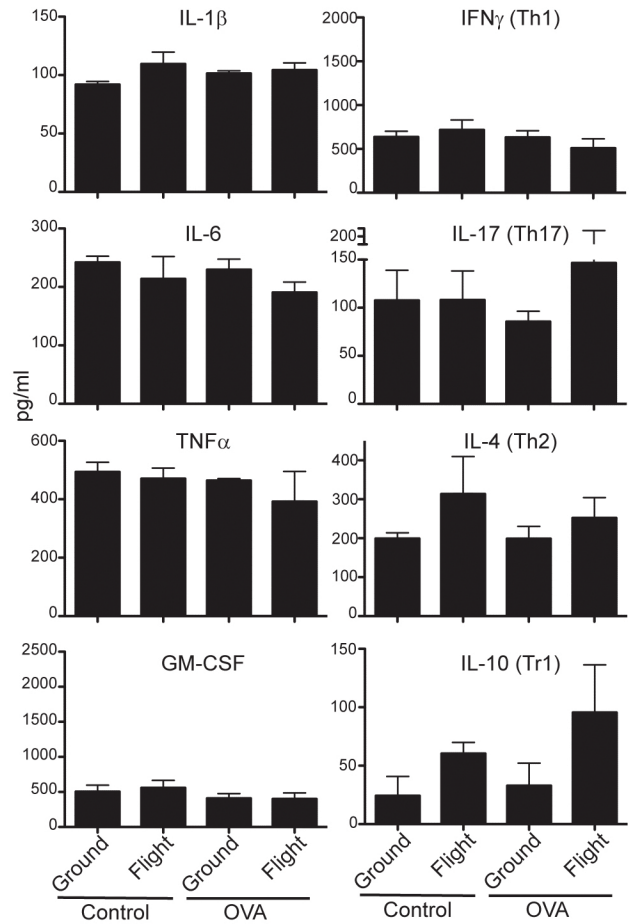 IL-1β
150
100
50
0
IFNγ (Th1)
2000
1500
1000
500
0
IL-6
300
200
100
0
IL-17 (Th17)
200
150
100
50
0
pg/ml
TNFα
600
400
200
0
IL-4 (Th2)
400
300
200
100
0
GM-CSF
2500
2000
1500
1000
500
0
IL-10 (Tr1)
150
100
50
0
Ground Flight Ground Flight
Control OVA
Ground Flight Ground Flight
Control OVA